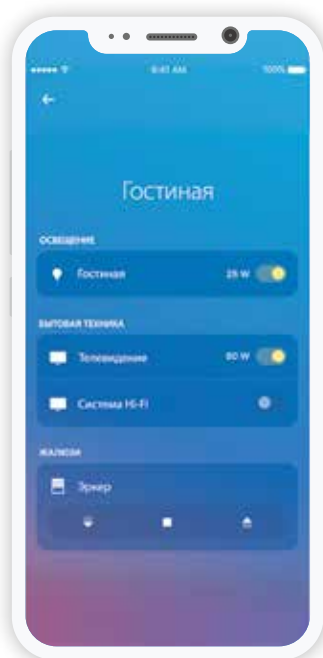 9:41 AM 100%
Гостиная
ОСВЕЩЕНИЕ
Гостиная 25 W
БЫТОВАЯ ТЕХНИКА
Телевидение 80 W
Система Hi-Fi
ЖАЛЮЗИ
Эркер